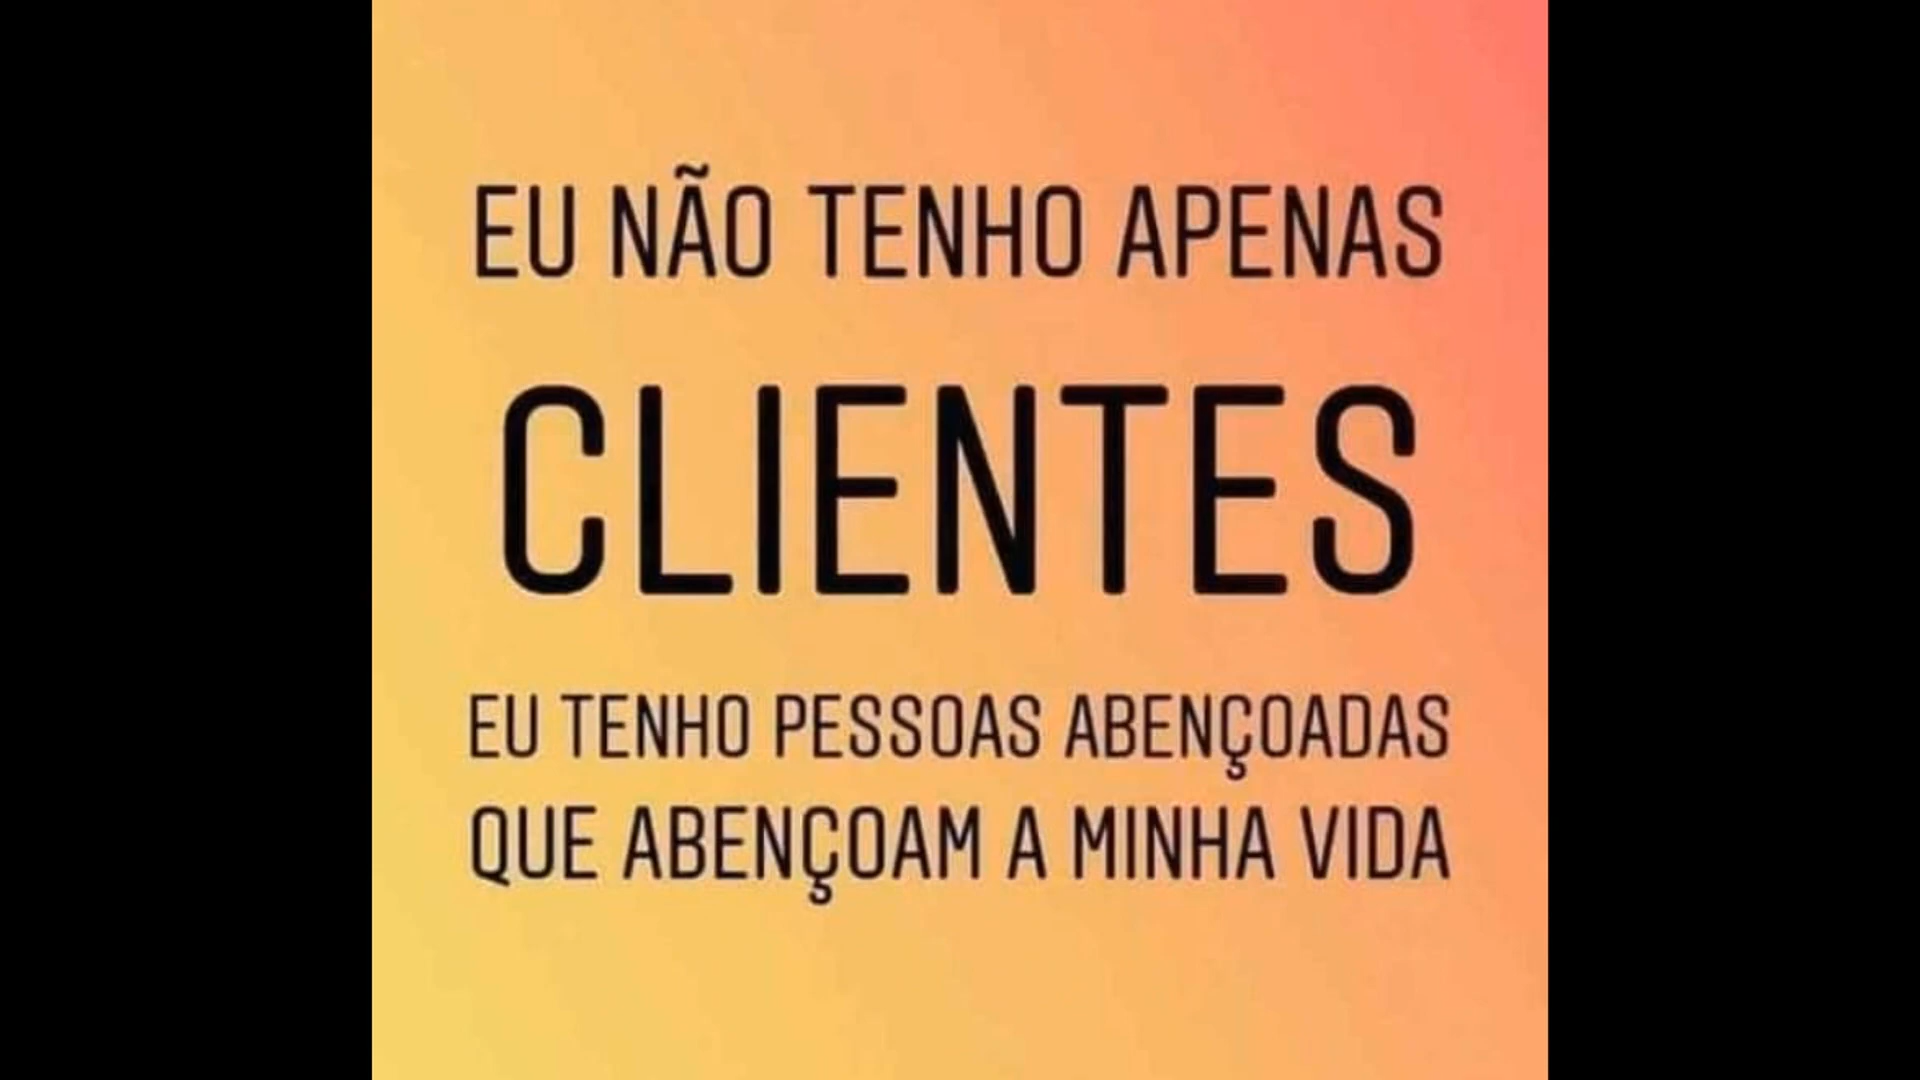 EU NÃO TENHO APENAS
CLIENTES
EU TENHO PESSOAS ABENÇOADAS
QUE ABENÇOAM A MINHA VIDA